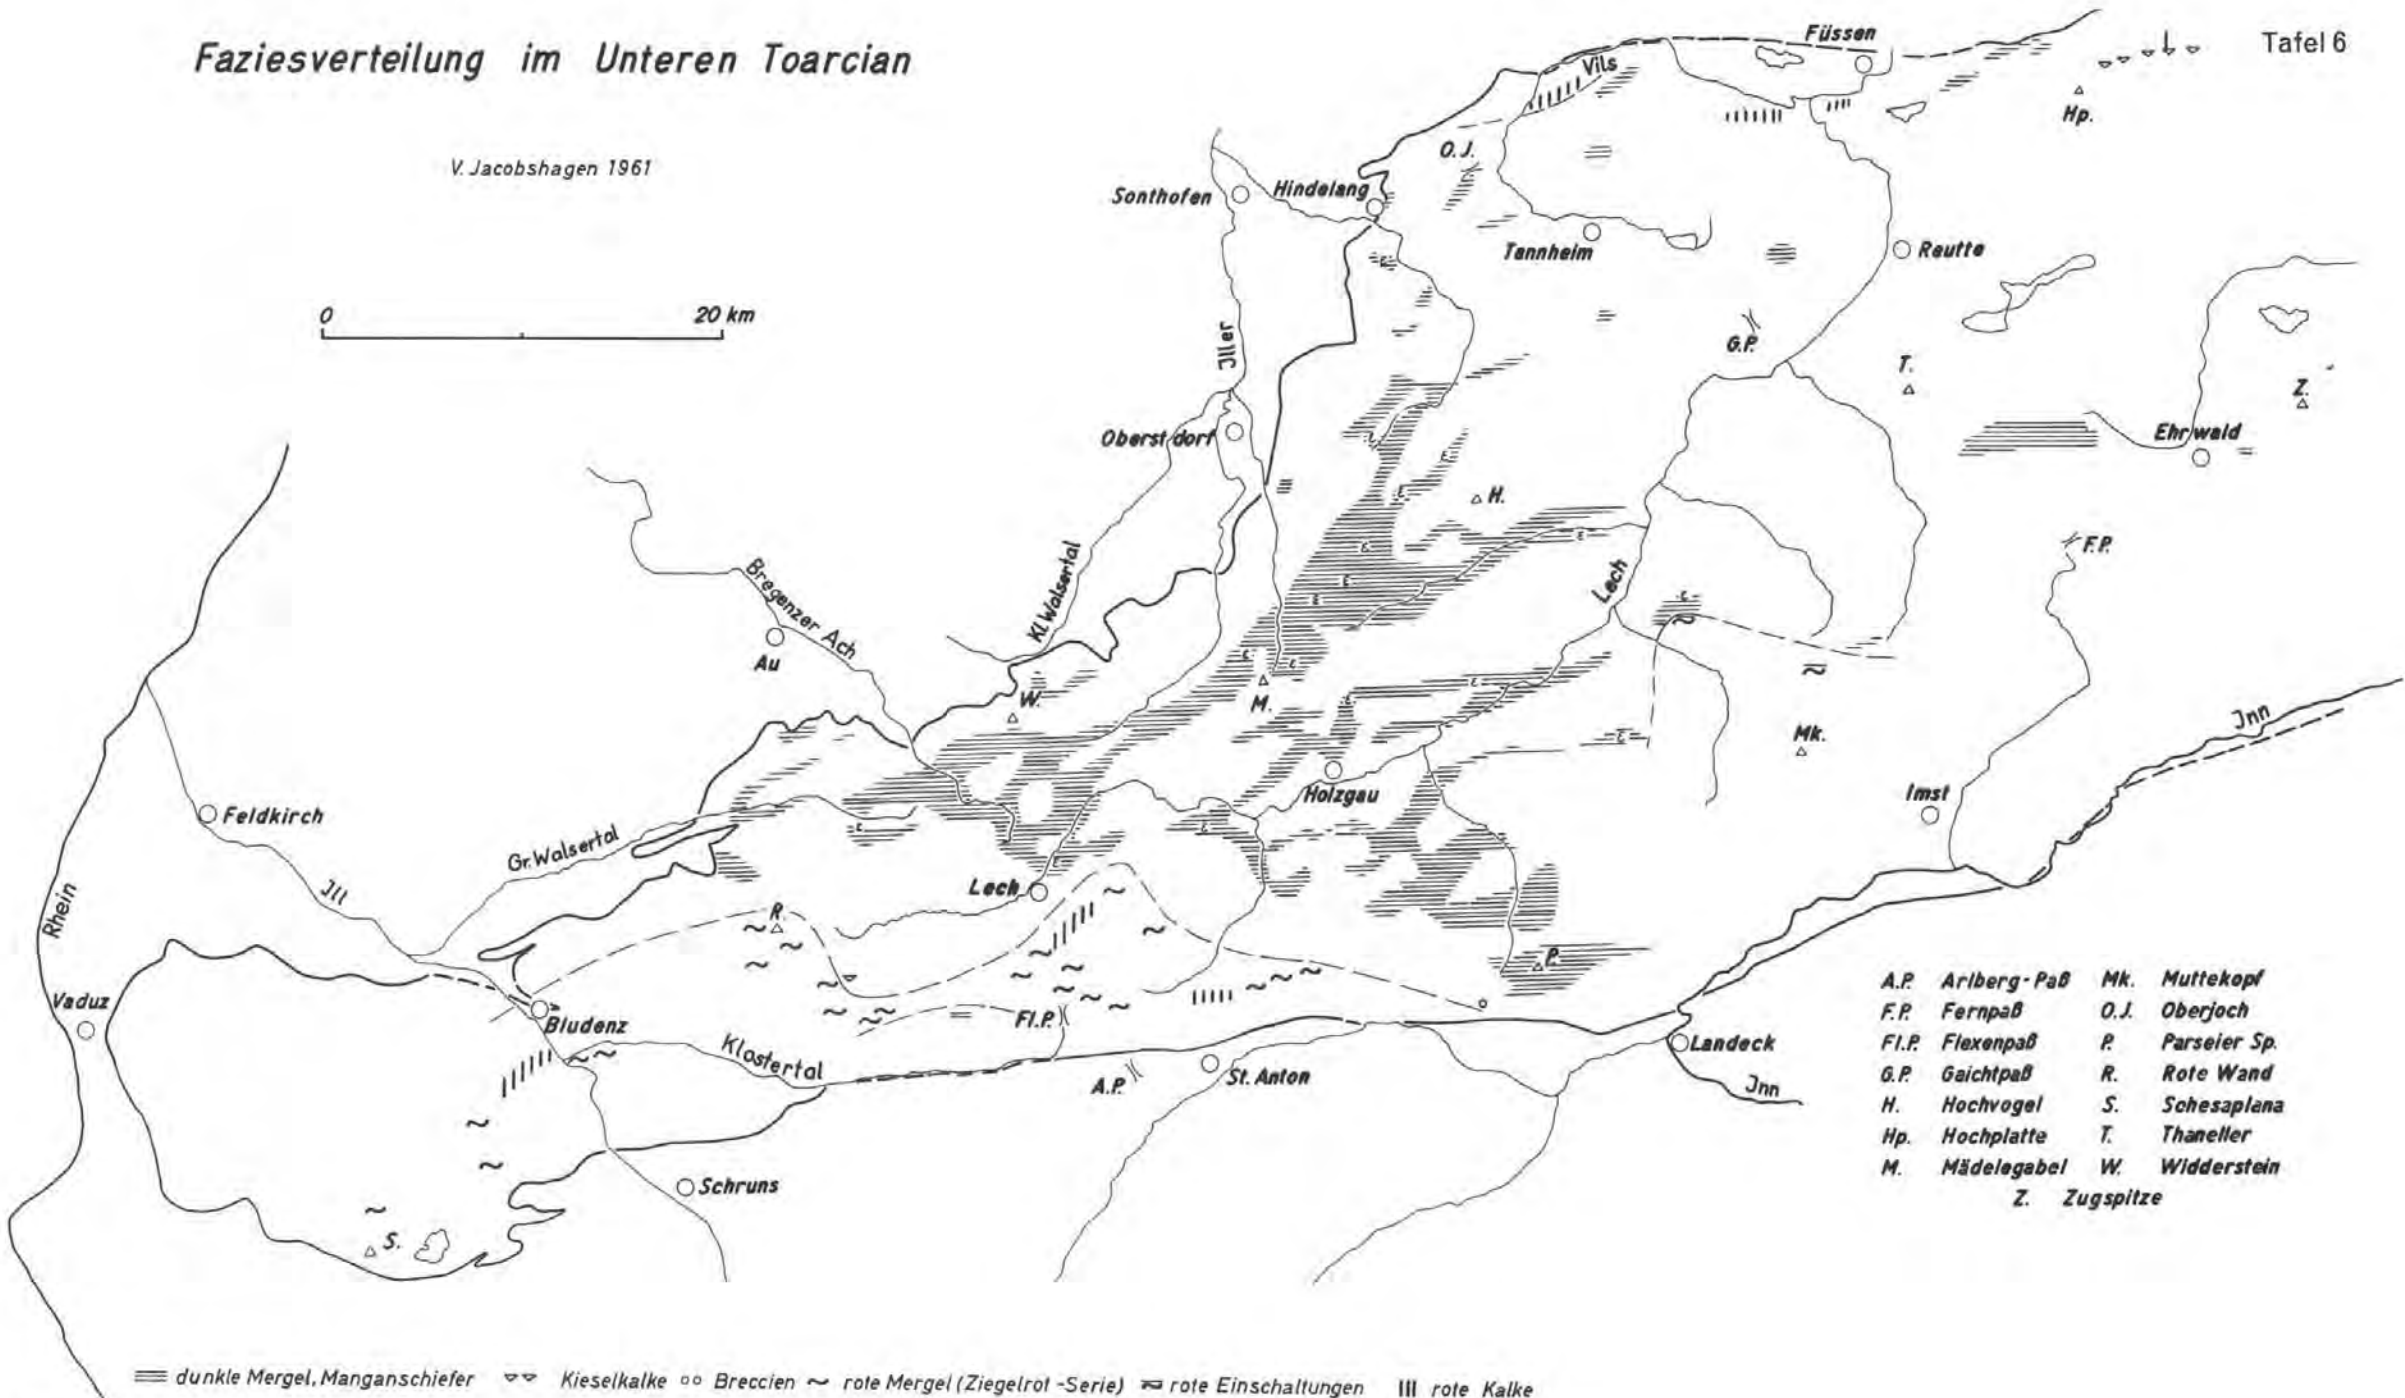 Faziesverteilung im Unteren Toarcian
Tafel 6
V. Jacobshagen 1961
0 20 km
Füssen
Vils
Hp.
O.J.
Sonthofen
Hindelang
Tannheim
Reutte
Jller
G.P.
T.
Z.
Oberstdorf
Ehrwald
H.
F.P.
Bregenzer Ach
Kl.Walsertal
Lech
Au
W.
M.
Mk.
Jnn
Feldkirch
Holzgau
Imst
Gr.Walsertal
Jll
Rhein
Lech
R.
P.
Vaduz
Bludenz
Fl.P.
Klostertal
Landeck
A.P.
St.Anton
Jnn
Schruns
S.
A.P. Arlberg-Paß Mk. Muttekopf
F.P. Fernpaß O.J. Oberjoch
Fl.P. Flexenpaß P. Parseier Sp.
G.P. Gaichtpaß R. Rote Wand
H. Hochvogel S. Schesaplana
Hp. Hochplatte T. Thaneller
M. Mädelegabel W. Widderstein
Z. Zugspitze
dunkle Mergel, Manganschiefer Kieselkalke Breccien rote Mergel (Ziegelrot-Serie) rote Einschaltungen rote Kalke